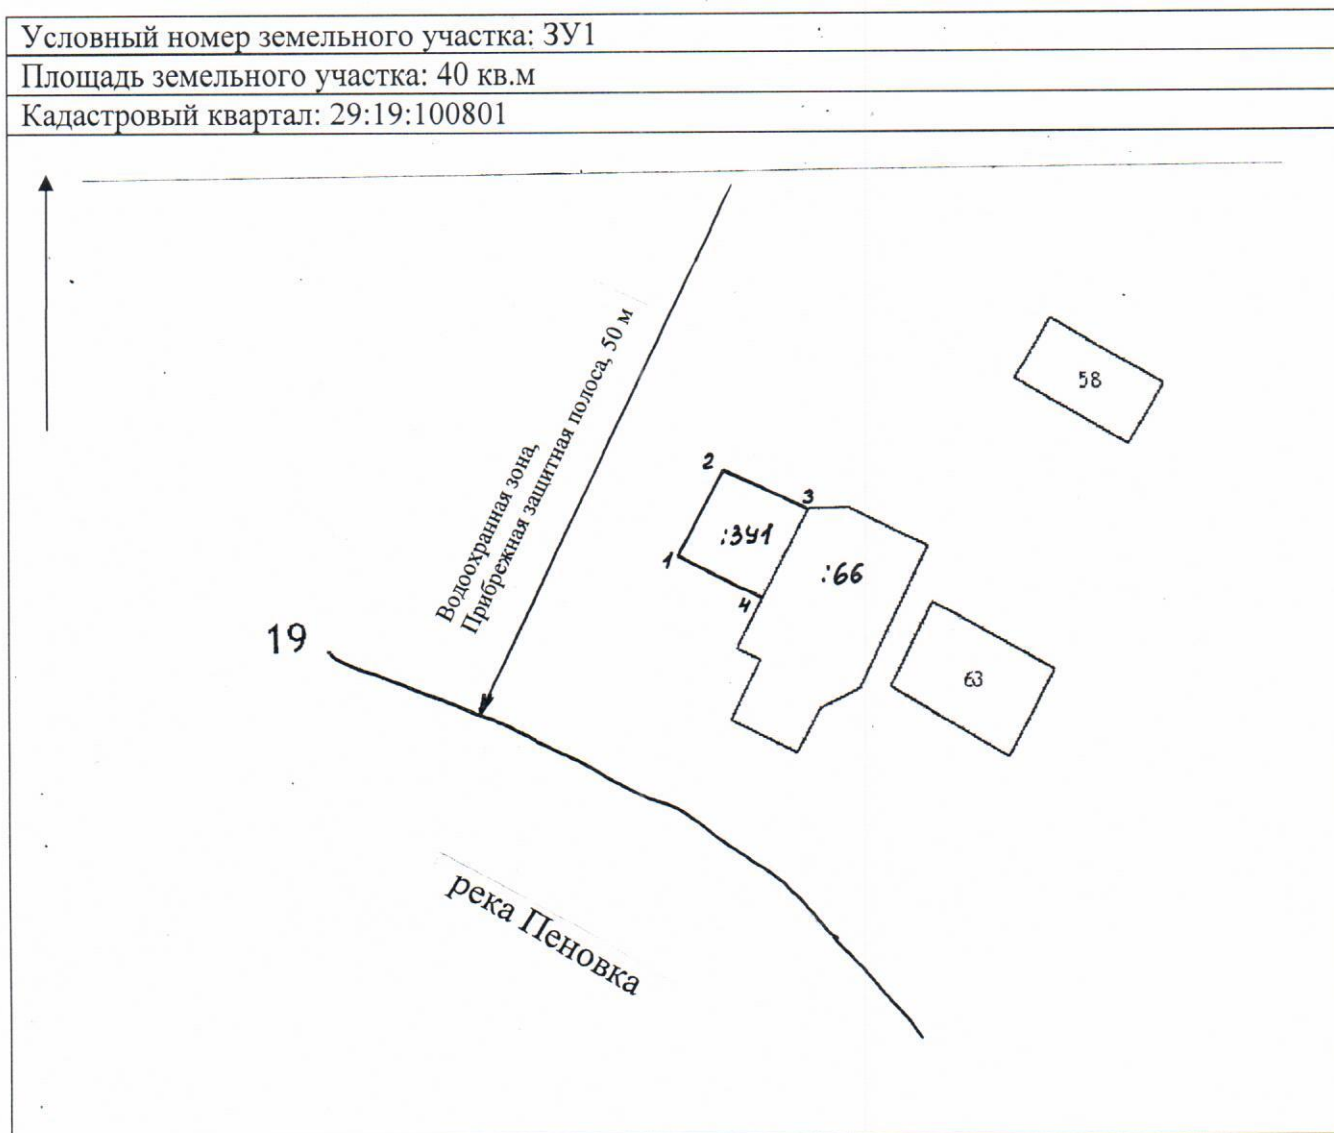 Условный номер земельного участка: ЗУ1
Площадь земельного участка: 40 кв.м
Кадастровый квартал: 29:19:100801
Водоохранная зона,
Прибрежная защитная полоса, 50 м
58
2
3
:ЗУ1
1
4
:66
19
63
река Пеновка